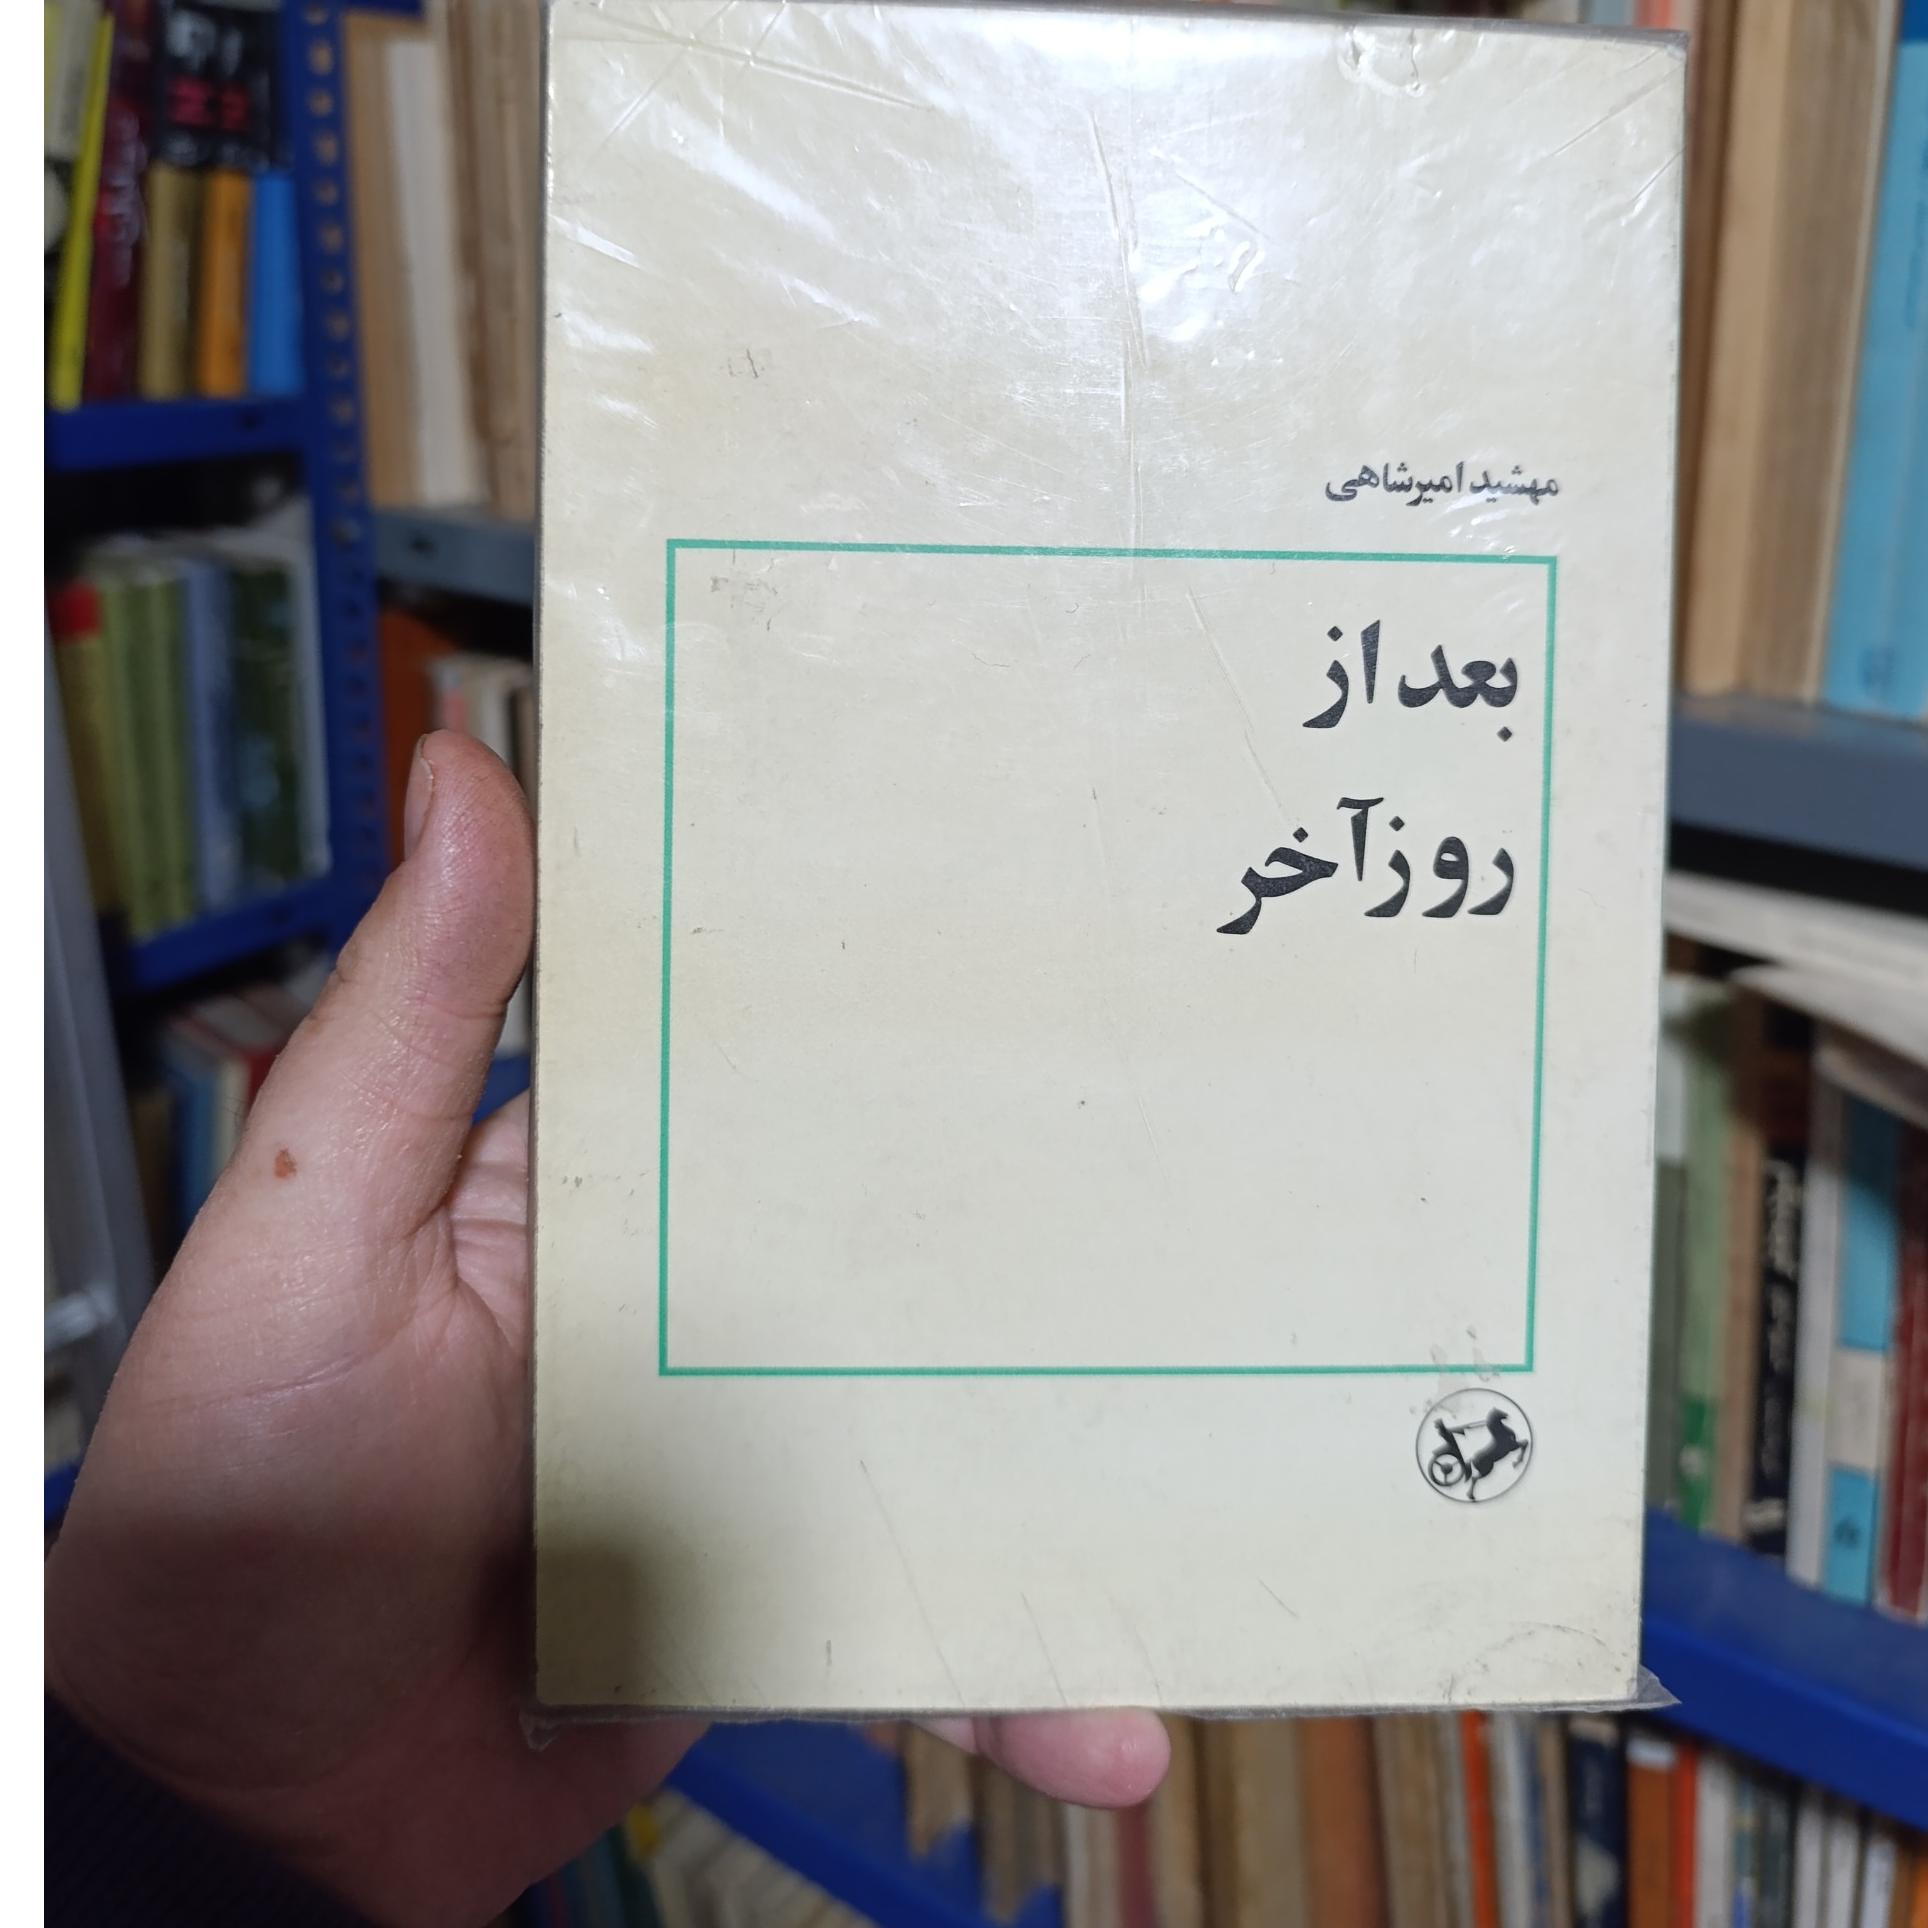 مهشید امیرشاهی
بعد از
روز آخر